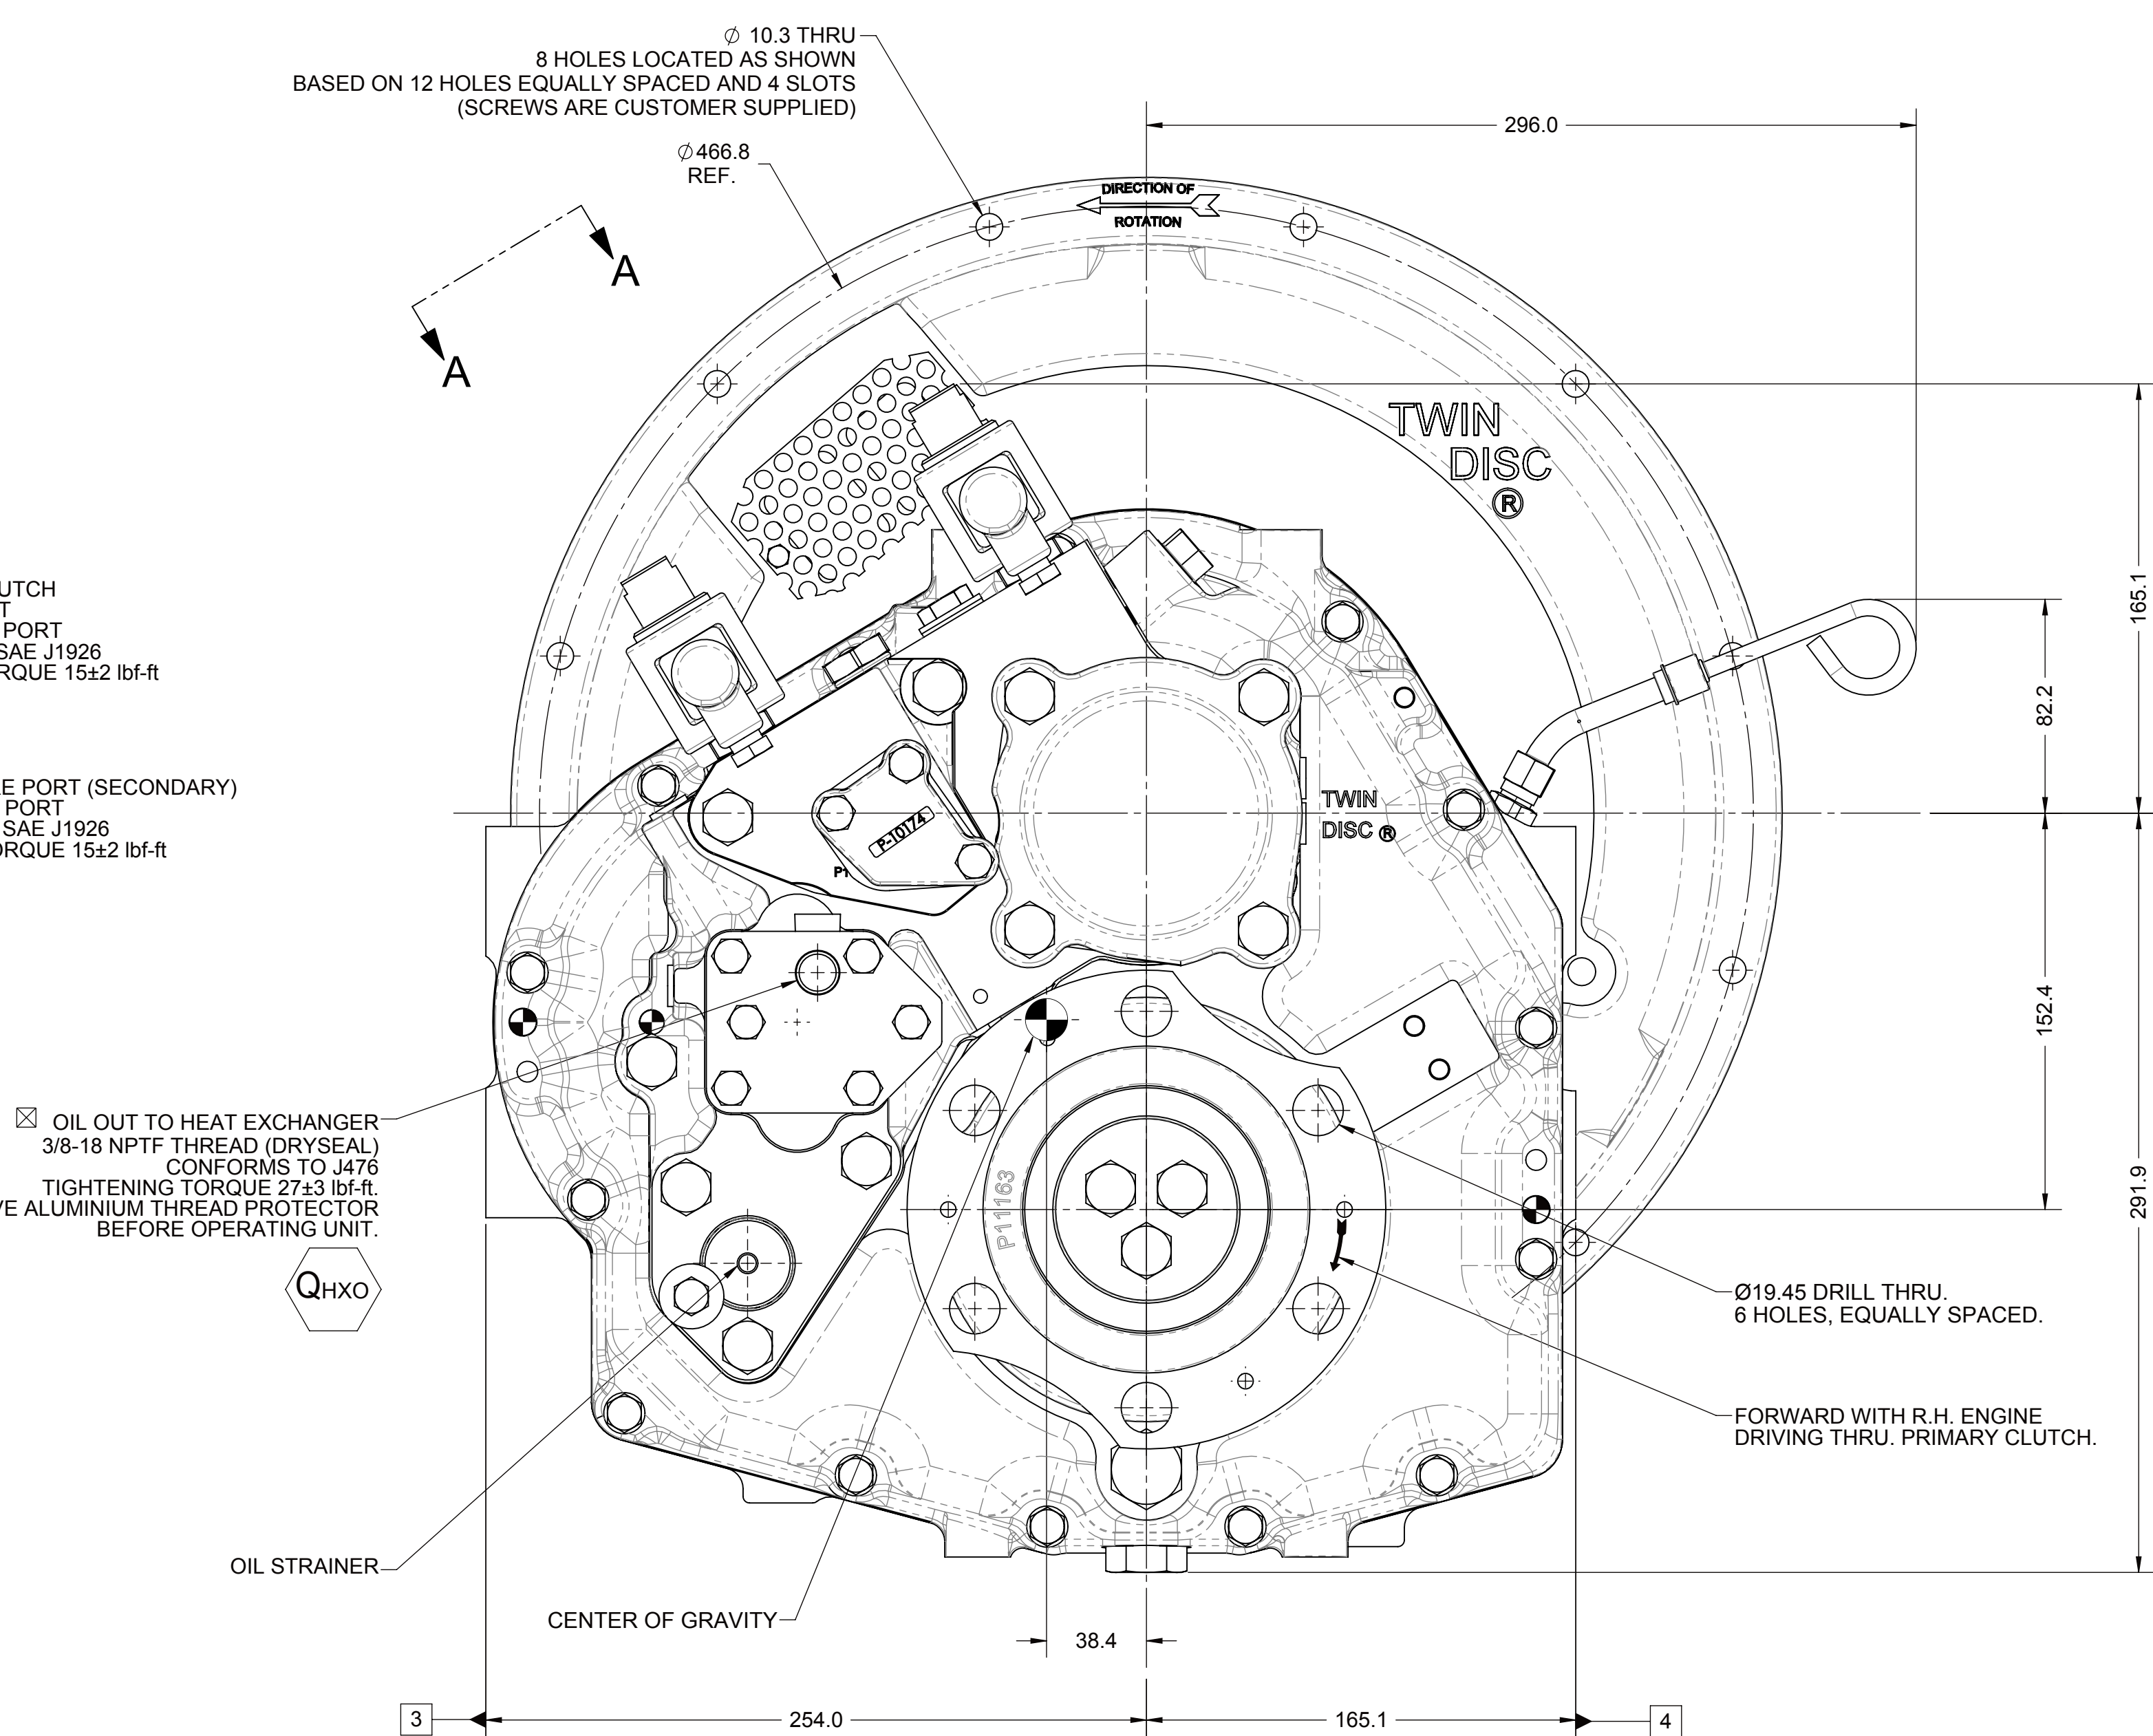 ⌀ 10.3 THRU
8 HOLES LOCATED AS SHOWN
BASED ON 12 HOLES EQUALLY SPACED AND 4 SLOTS
(SCREWS ARE CUSTOMER SUPPLIED)
296.0
⌀466.8
REF.
DIRECTION OF
ROTATION
A
A
TWIN
DISC
®
165.1
82.2
PORT
SAE J1926
15±2 lbf-ft
PORT (SECONDARY)
PORT
SAE J1926
15±2 lbf-ft
TWIN
DISC ®
P-10174
152.4
291.9
OIL OUT TO HEAT EXCHANGER
3/8-18 NPTF THREAD (DRYSEAL)
CONFORMS TO J476
TIGHTENING TORQUE 27±3 lbf-ft.
ALUMINIUM THREAD PROTECTOR
BEFORE OPERATING UNIT.
QHXO
P11163
Ø19.45 DRILL THRU.
6 HOLES, EQUALLY SPACED.
FORWARD WITH R.H. ENGINE
DRIVING THRU. PRIMARY CLUTCH.
OIL STRAINER
CENTER OF GRAVITY
38.4
3
254.0
165.1
4